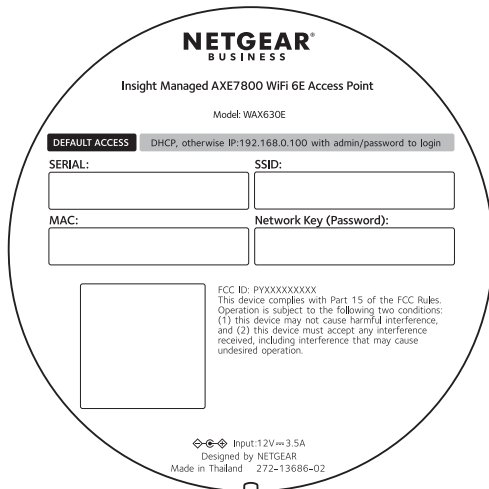 NETGEAR®
BUSINESS
Insight Managed AXE7800 WiFi 6E Access Point
Model: WAX630E
DEFAULT ACCESS DHCP, otherwise IP:192.168.0.100 with admin/password to login
SERIAL: SSID:
MAC: Network Key (Password):
FCC ID: PYXXXXXXXXX
This device complies with Part 15 of the FCC Rules.
Operation is subject to the following two conditions:
(1) this device may not cause harmful interference,
and (2) this device must accept any interference
received, including interference that may cause
undesired operation.
Input:12V⎓3.5A
Designed by NETGEAR
Made in Thailand 272-13686-02